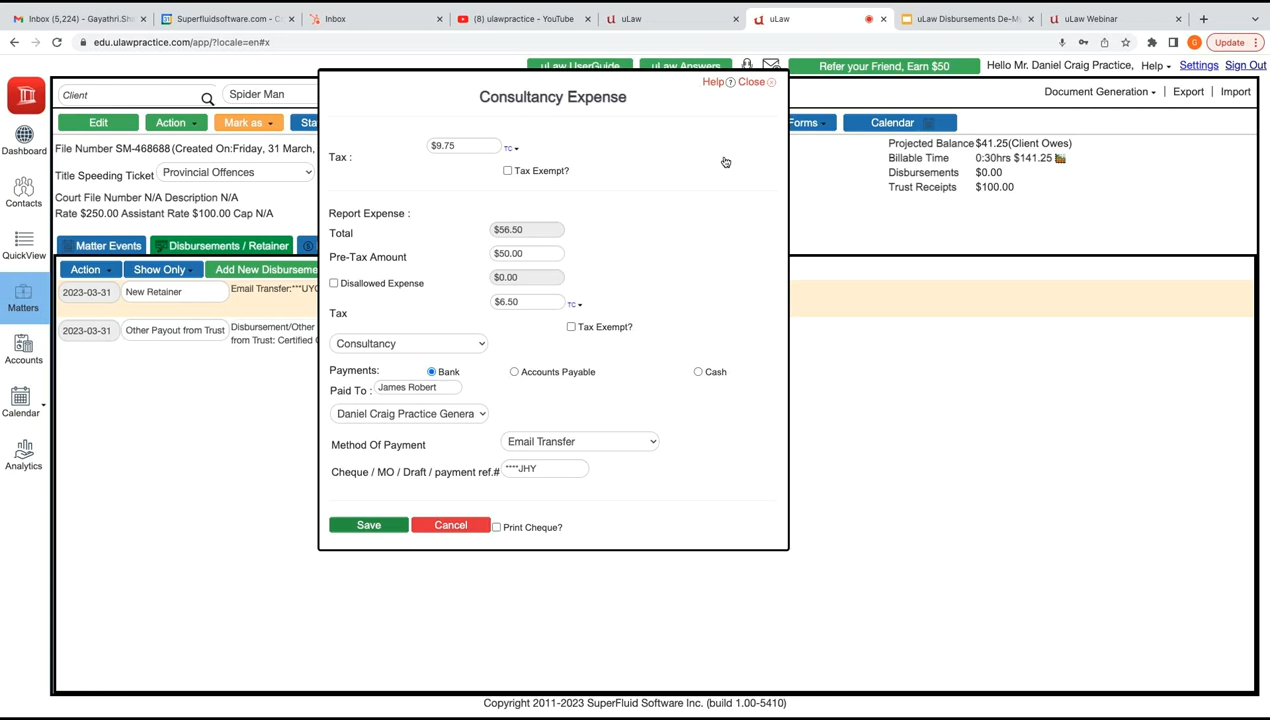 Inbox (5,224) - Gayathri.She
Superfluidsoftware.com - C
Inbox
(8) ulawpractice - YouTube
uLaw
uLaw
uLaw Disbursements De-My
uLaw Webinar
edu.ulawpractice.com/app/?locale=en#x
G
Update
uLaw UserGuide
uLaw Answers
Refer your Friend, Earn $50
Hello Mr. Daniel Craig Practice,
Help
Settings
Sign Out
Client
Spider Man
Document Generation
Export
Import
Edit
Action
Mark as
Sta
Forms
Calendar
File Number SM-468688(Created On:Friday, 31 March,
Title Speeding Ticket
Provincial Offences
Court File Number N/A Description N/A
Rate $250.00 Assistant Rate $100.00 Cap N/A
Projected Balance$41.25(Client Owes)
Billable Time 0:30hrs $141.25
Disbursements $0.00
Trust Receipts $100.00
Matter Events
Disbursements / Retainer
Action
Show Only
Add New Disburseme
2023-03-31
New Retainer
Email Transfer:***UYC
2023-03-31
Other Payout from Trust
Disbursement/Other
from Trust: Certified C
Dashboard
Contacts
QuickView
Matters
Accounts
Calendar
Analytics
Help
Close
Consultancy Expense
Tax :
$9.75
TC
Tax Exempt?
Report Expense :
Total
$56.50
Pre-Tax Amount
$50.00
Disallowed Expense
$0.00
Tax
$6.50
TC
Tax Exempt?
Consultancy
Payments:
Bank
Accounts Payable
Cash
Paid To :
James Robert
Daniel Craig Practice Genera
Method Of Payment
Email Transfer
Cheque / MO / Draft / payment ref.#
****JHY
Save
Cancel
Print Cheque?
Copyright 2011-2023 SuperFluid Software Inc. (build 1.00-5410)